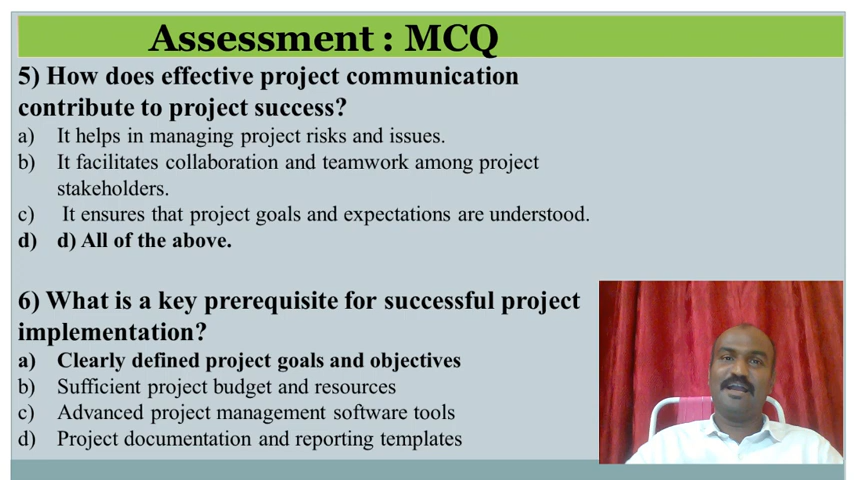 Assessment : MCQ
5) How does effective project communication
contribute to project success?
a) It helps in managing project risks and issues.
b) It facilitates collaboration and teamwork among project
stakeholders.
c) It ensures that project goals and expectations are understood.
d) d) All of the above.
6) What is a key prerequisite for successful project
implementation?
a) Clearly defined project goals and objectives
b) Sufficient project budget and resources
c) Advanced project management software tools
d) Project documentation and reporting templates